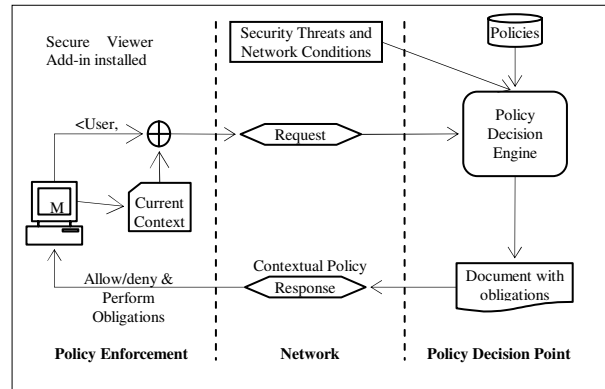 Secure Viewer
Add-in installed
Security Threats and
Network Conditions
Policies
<User,
Request
Policy
Decision
Engine
M
Current
Context
Allow/deny &
Perform
Obligations
Contextual Policy
Response
Document with
obligations
Policy Enforcement
Network
Policy Decision Point